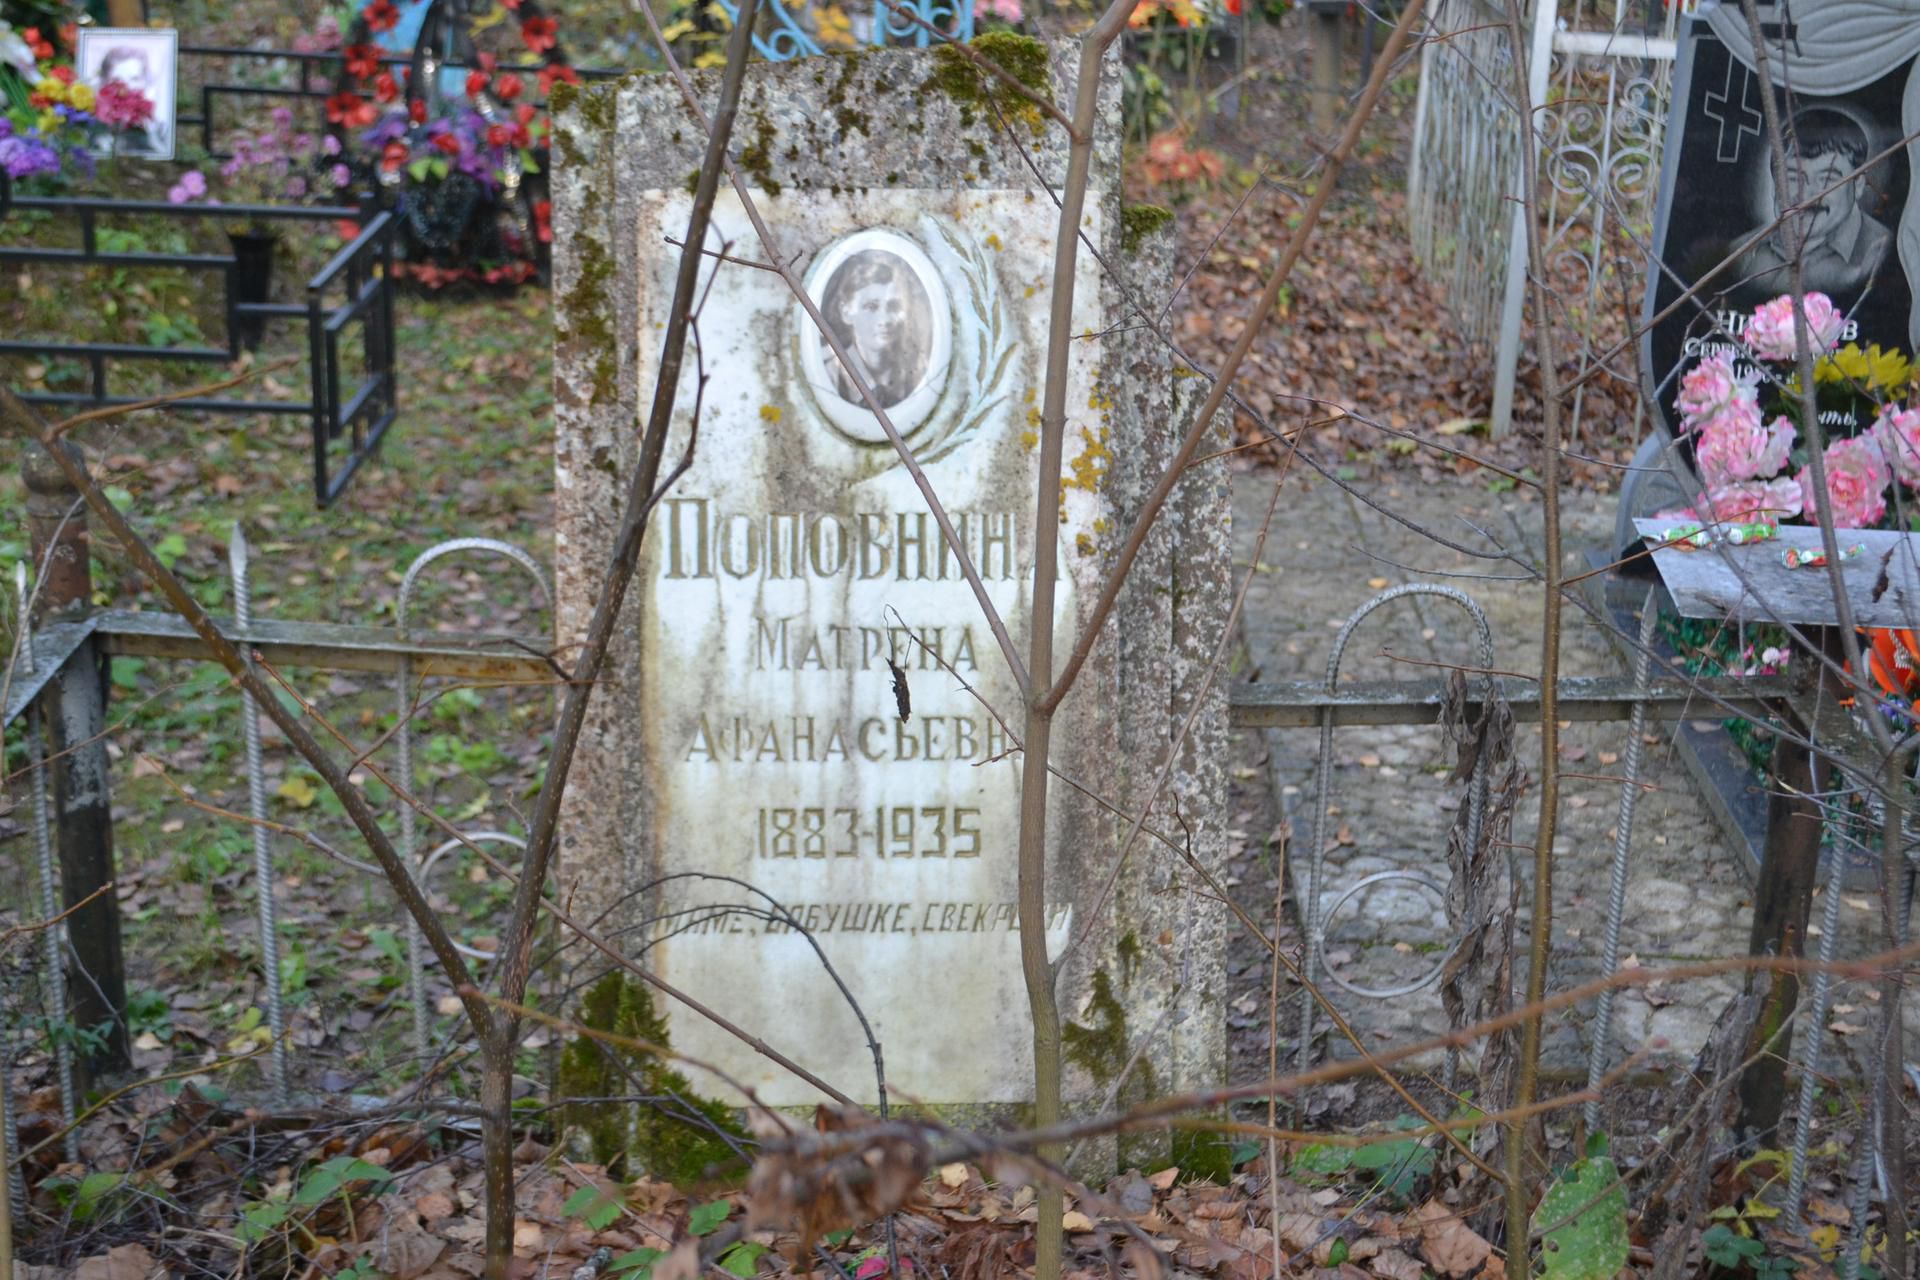 Поповнина
Матрена
Афанасьевна
1883-1935
Маме, бабушке, свекрови